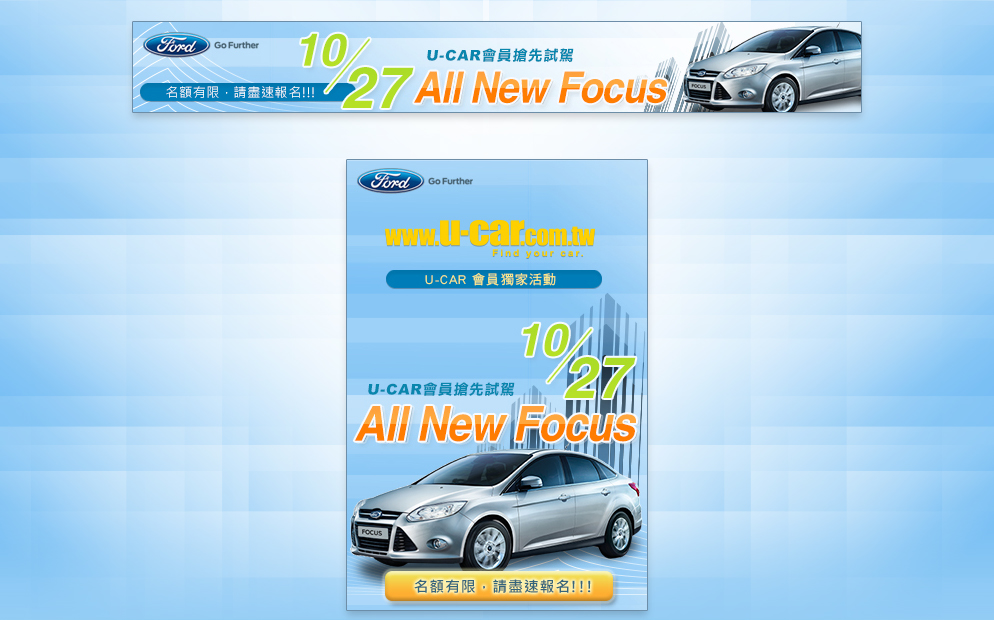 Ford Go Further
10/27
U-CAR會員搶先試駕
名額有限，請盡速報名!!!
All New Focus
FOCUS
Ford Go Further
www.u-car.com.tw
Find your car.
U-CAR 會員獨家活動
10/27
U-CAR會員搶先試駕
All New Focus
FOCUS
名額有限，請盡速報名!!!